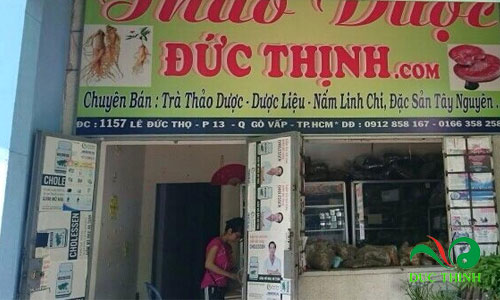 Thảo Dược
ĐỨC THỊNH.COM
Chuyên Bán : Trà Thảo Dược - Dược Liệu - Nấm Linh Chi, Đặc Sản Tây Nguyên .
ĐC : 1157 LÊ ĐỨC THỌ - P 13 - Q GÒ VẤP - TP.HCM* DĐ : 0912 858 167 - 0166 358 258
CHOLESSEN
CHOLESSEN
ĐỨC THỊNH